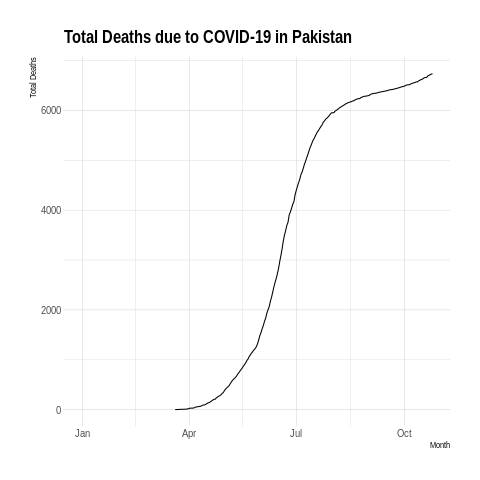 Total Deaths due to COVID-19 in Pakistan
Total Deaths
6000
4000
2000
0
Jan Apr Jul Oct
Month